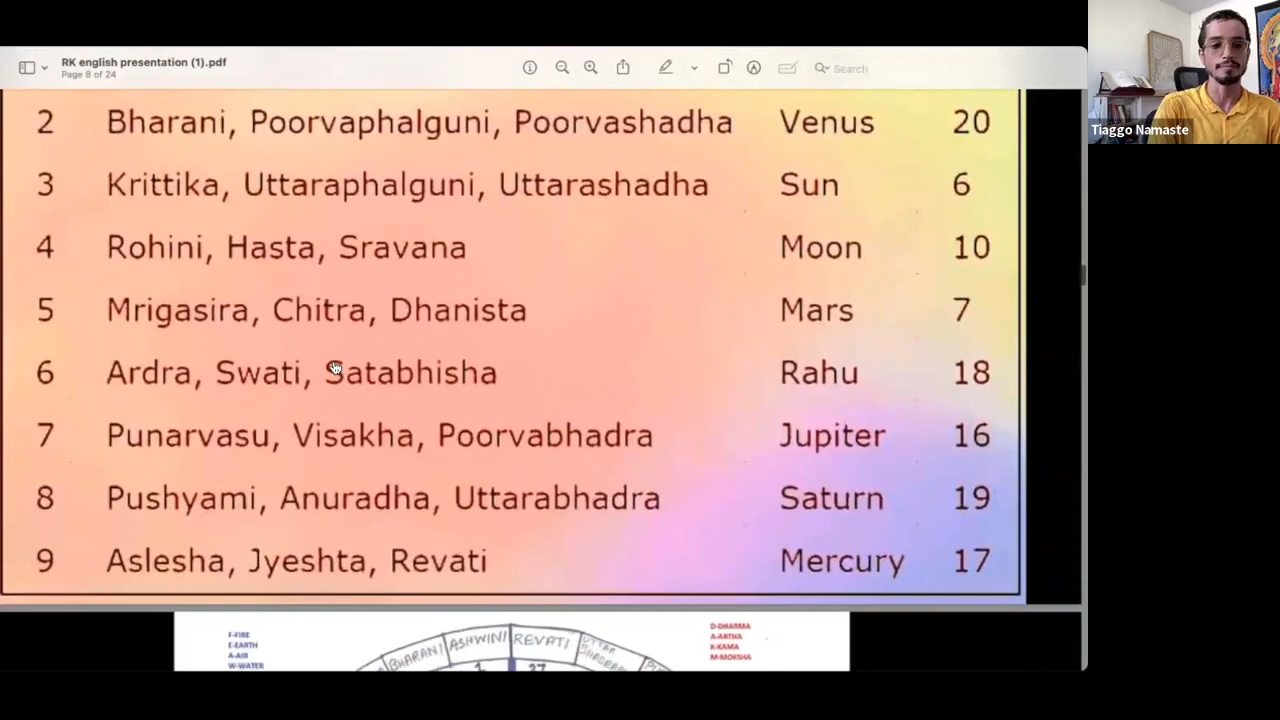 RK english presentation (1).pdf
Page 8 of 24
Search
Tiaggo Namaste
2 Bharani, Poorvaphalguni, Poorvashadha Venus 20
3 Krittika, Uttaraphalguni, Uttarashadha Sun 6
4 Rohini, Hasta, Sravana Moon 10
5 Mrigasira, Chitra, Dhanista Mars 7
6 Ardra, Swati, Satabhisha Rahu 18
7 Punarvasu, Visakha, Poorvabhadra Jupiter 16
8 Pushyami, Anuradha, Uttarabhadra Saturn 19
9 Aslesha, Jyeshta, Revati Mercury 17
F-FIRE
E-EARTH
A-AIR
W-WATER
BHARANI ASHWINI REVATI
1 27
D-DHARMA
A-ARTHA
K-KAMA
M-MOKSHA